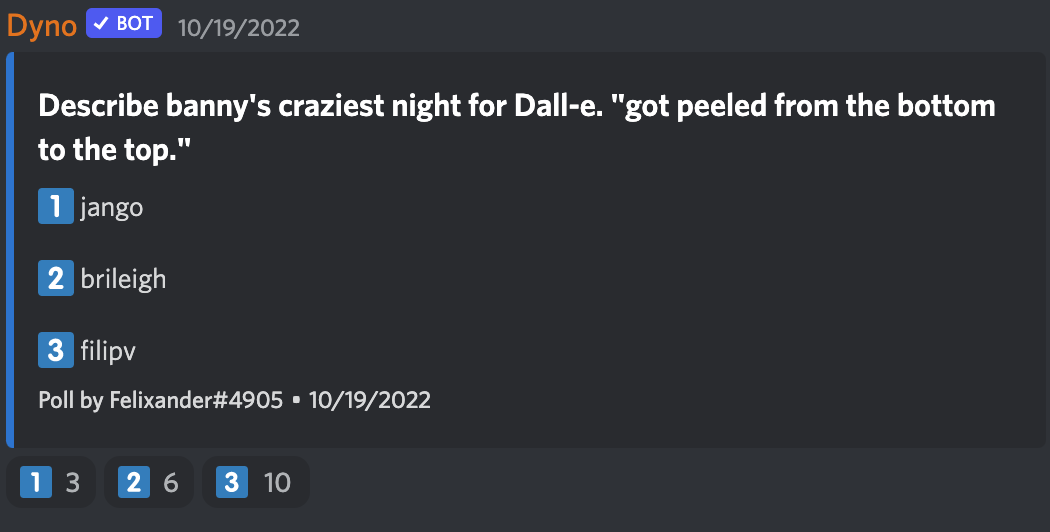 Dyno ✓ BOT 10/19/2022
Describe banny's craziest night for Dall-e. "got peeled from the bottom
to the top."
1 jango
2 brileigh
3 filipv
Poll by Felixander#4905 • 10/19/2022
1 3 2 6 3 10